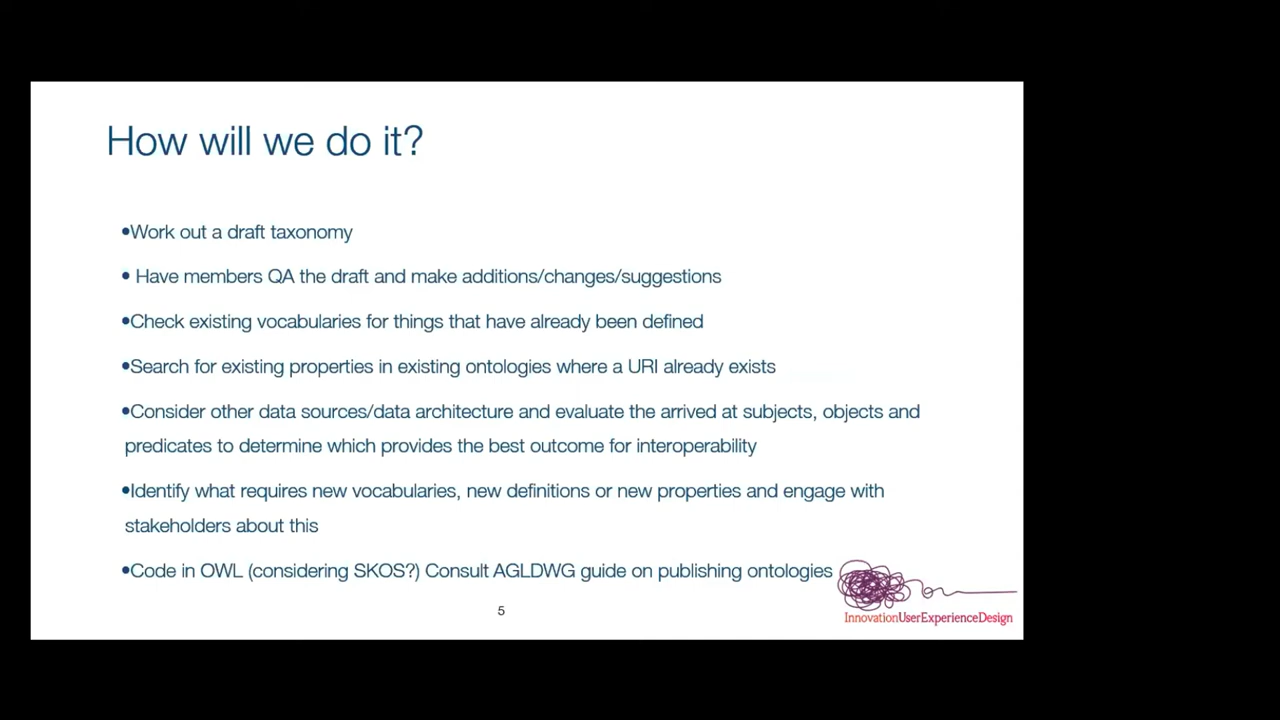 How will we do it?
•Work out a draft taxonomy
• Have members QA the draft and make additions/changes/suggestions
•Check existing vocabularies for things that have already been defined
•Search for existing properties in existing ontologies where a URI already exists
•Consider other data sources/data architecture and evaluate the arrived at subjects, objects and
predicates to determine which provides the best outcome for interoperability
•Identify what requires new vocabularies, new definitions or new properties and engage with
stakeholders about this
•Code in OWL (considering SKOS?) Consult AGLDWG guide on publishing ontologies
5
InnovationUserExperienceDesign